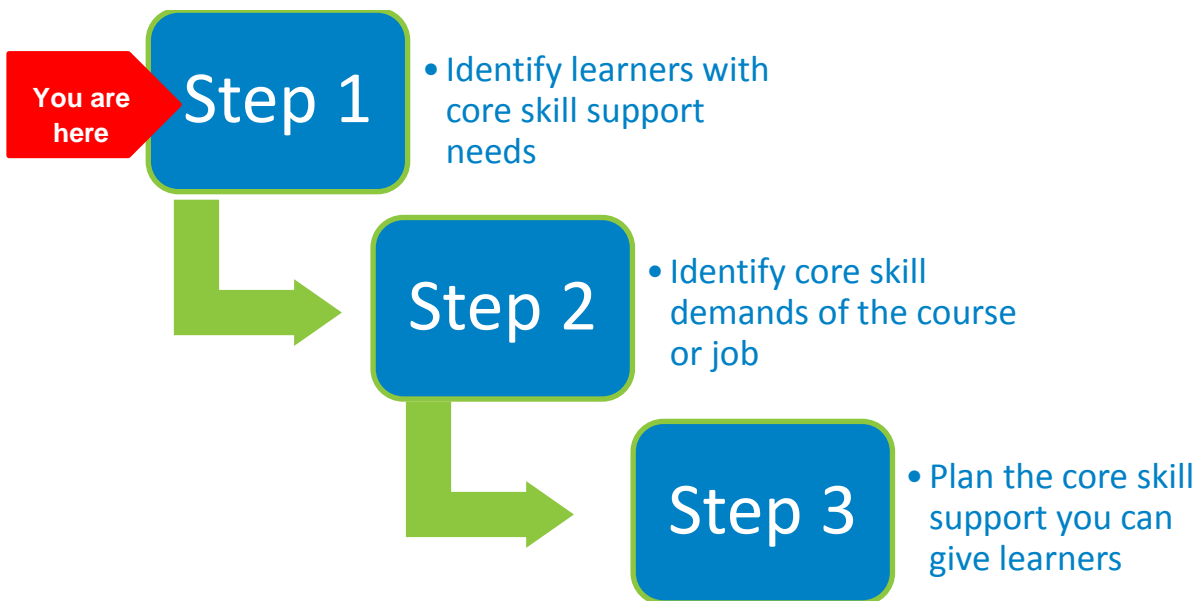 You are
here
Step 1
• Identify learners with
core skill support
needs
Step 2
• Identify core skill
demands of the course
or job
Step 3
• Plan the core skill
support you can
give learners